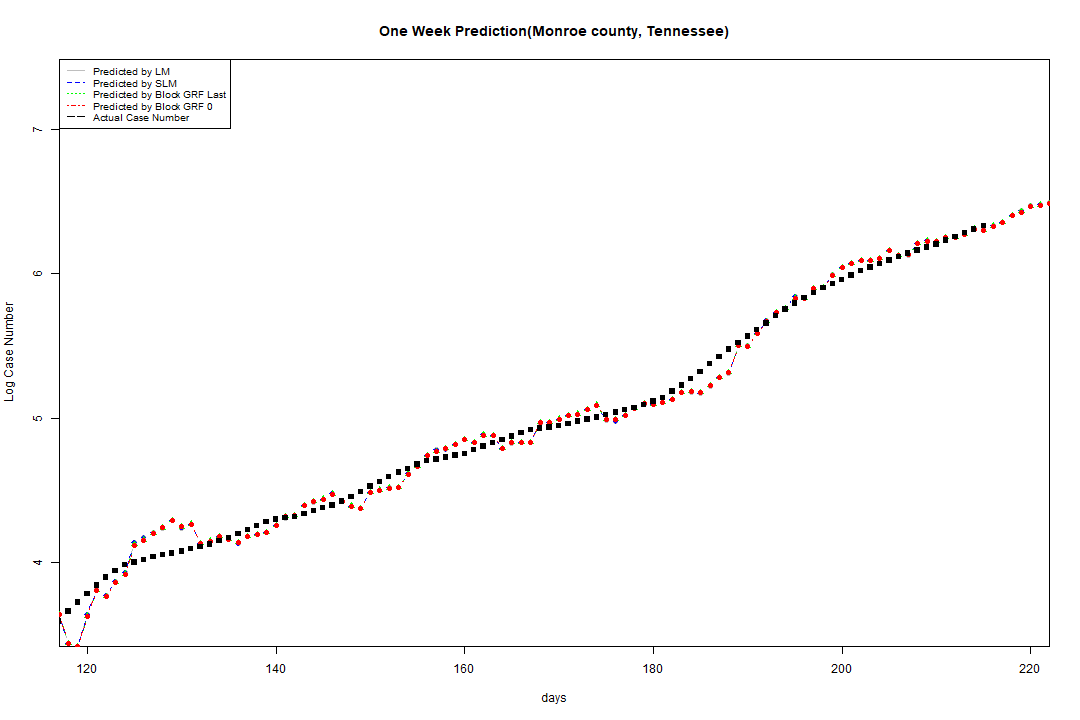 One Week Prediction(Monroe county, Tennessee)
Predicted by LM
Predicted by SLM
Predicted by Block GRF Last
Predicted by Block GRF 0
Actual Case Number
7
6
5
4
Log Case Number
120 140 160 180 200 220
days